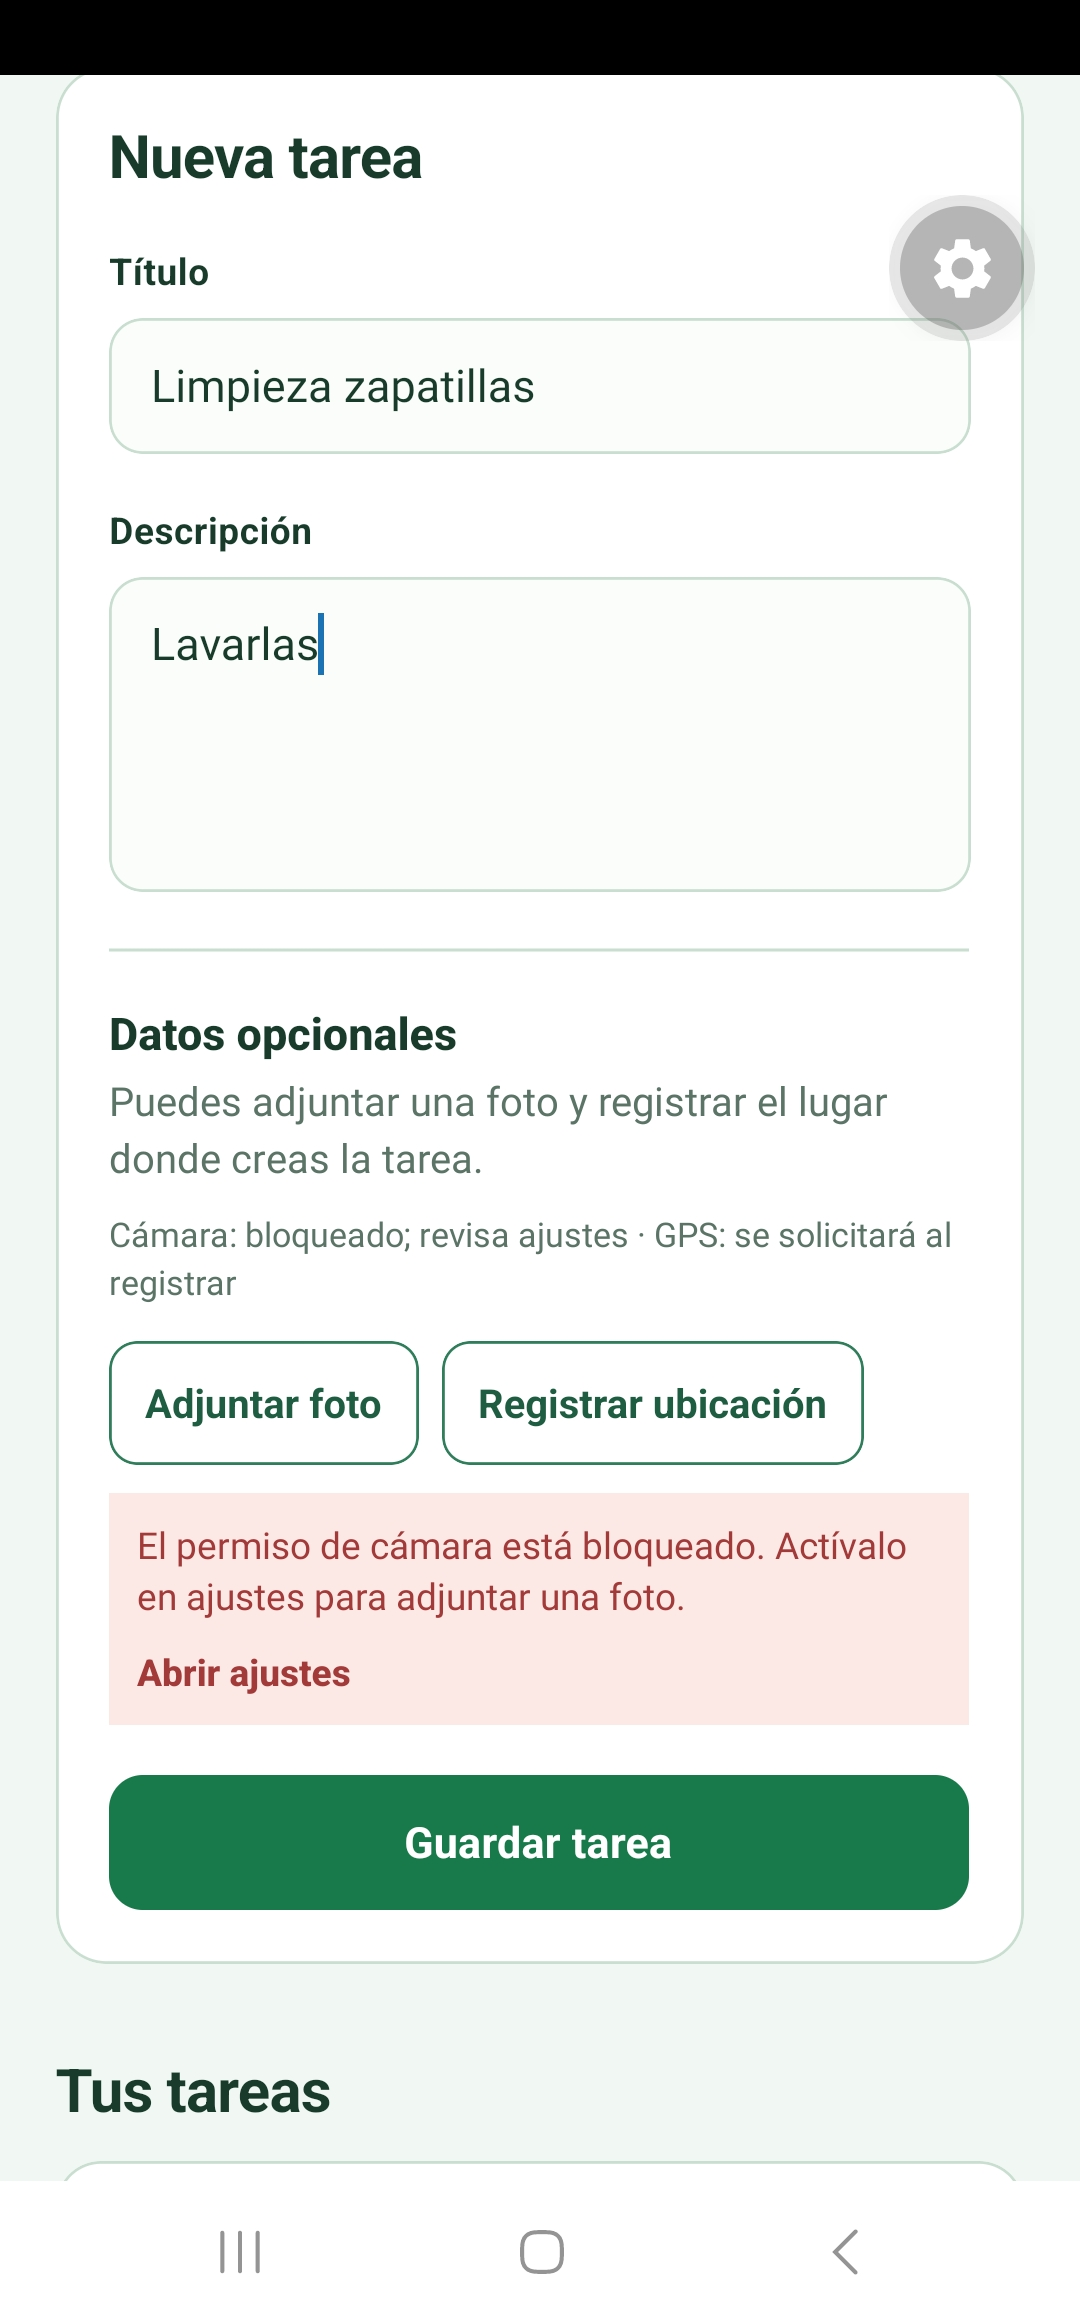 Nueva tarea
Título
Limpieza zapatillas
Descripción
Lavarlas
Datos opcionales
Puedes adjuntar una foto y registrar el lugar
donde creas la tarea.
Cámara: bloqueado; revisa ajustes · GPS: se solicitará al
registrar
Adjuntar foto
Registrar ubicación
El permiso de cámara está bloqueado. Actívalo
en ajustes para adjuntar una foto.
Abrir ajustes
Guardar tarea
Tus tareas